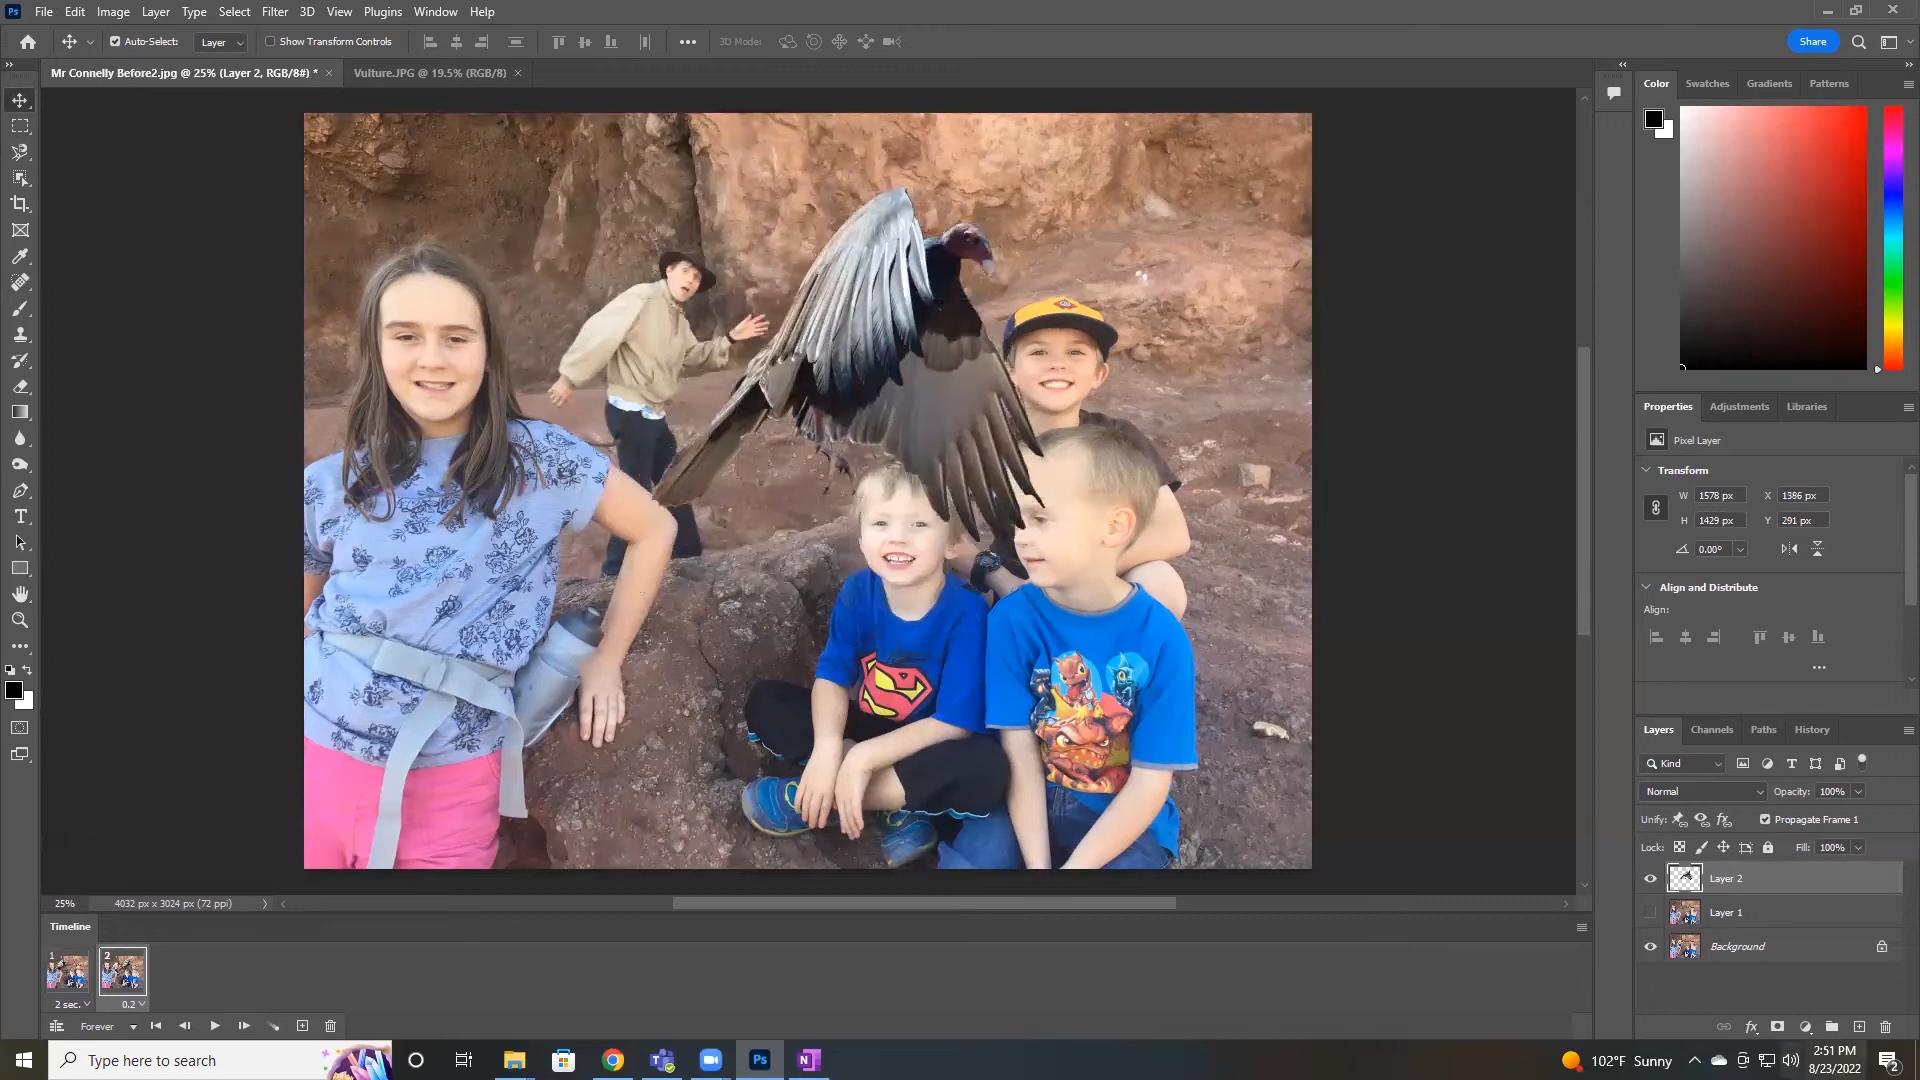 Ps File Edit Image Layer Type Select Filter 3D View Plugins Window Help
Auto-Select: Layer Show Transform Controls 3D Mode: Share
Mr Connelly Before2.jpg @ 25% (Layer 2, RGB/8#) * Vulture.JPG @ 19.5% (RGB/8)
Color Swatches Gradients Patterns
Properties Adjustments Libraries
Pixel Layer
Transform
W 1578 px X 1386 px
H 1429 px Y 291 px
0.00°
Align and Distribute
Align:
Layers Channels Paths History
Kind
Normal Opacity: 100%
Unify: Propagate Frame 1
Lock: Fill: 100%
Layer 2
Layer 1
Background
25% 4032 px x 3024 px (72 ppi)
Timeline
1 2
2 sec. 0.2
Forever
Type here to search
Ps
N
102°F Sunny
2:51 PM
8/23/2022
2